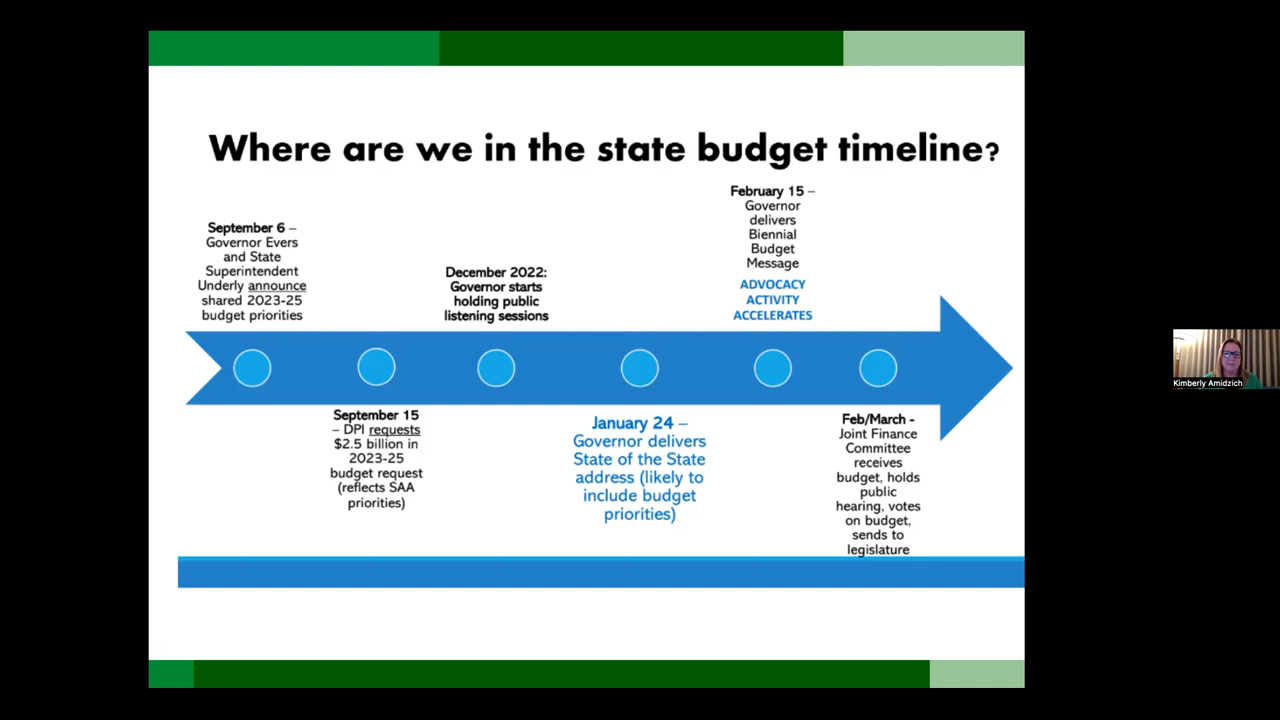 Where are we in the state budget timeline?
September 6 –
Governor Evers
and State
Superintendent
Underly announce
shared 2023-25
budget priorities
September 15
– DPI requests
$2.5 billion in
2023-25
budget request
(reflects SAA
priorities)
December 2022:
Governor starts
holding public
listening sessions
January 24 –
Governor delivers
State of the State
address (likely to
include budget
priorities)
February 15 –
Governor
delivers
Biennial
Budget
Message
ADVOCACY
ACTIVITY
ACCELERATES
Feb/March -
Joint Finance
Committee
receives
budget, holds
public
hearing, votes
on budget,
sends to
legislature
Kimberly Amidzich